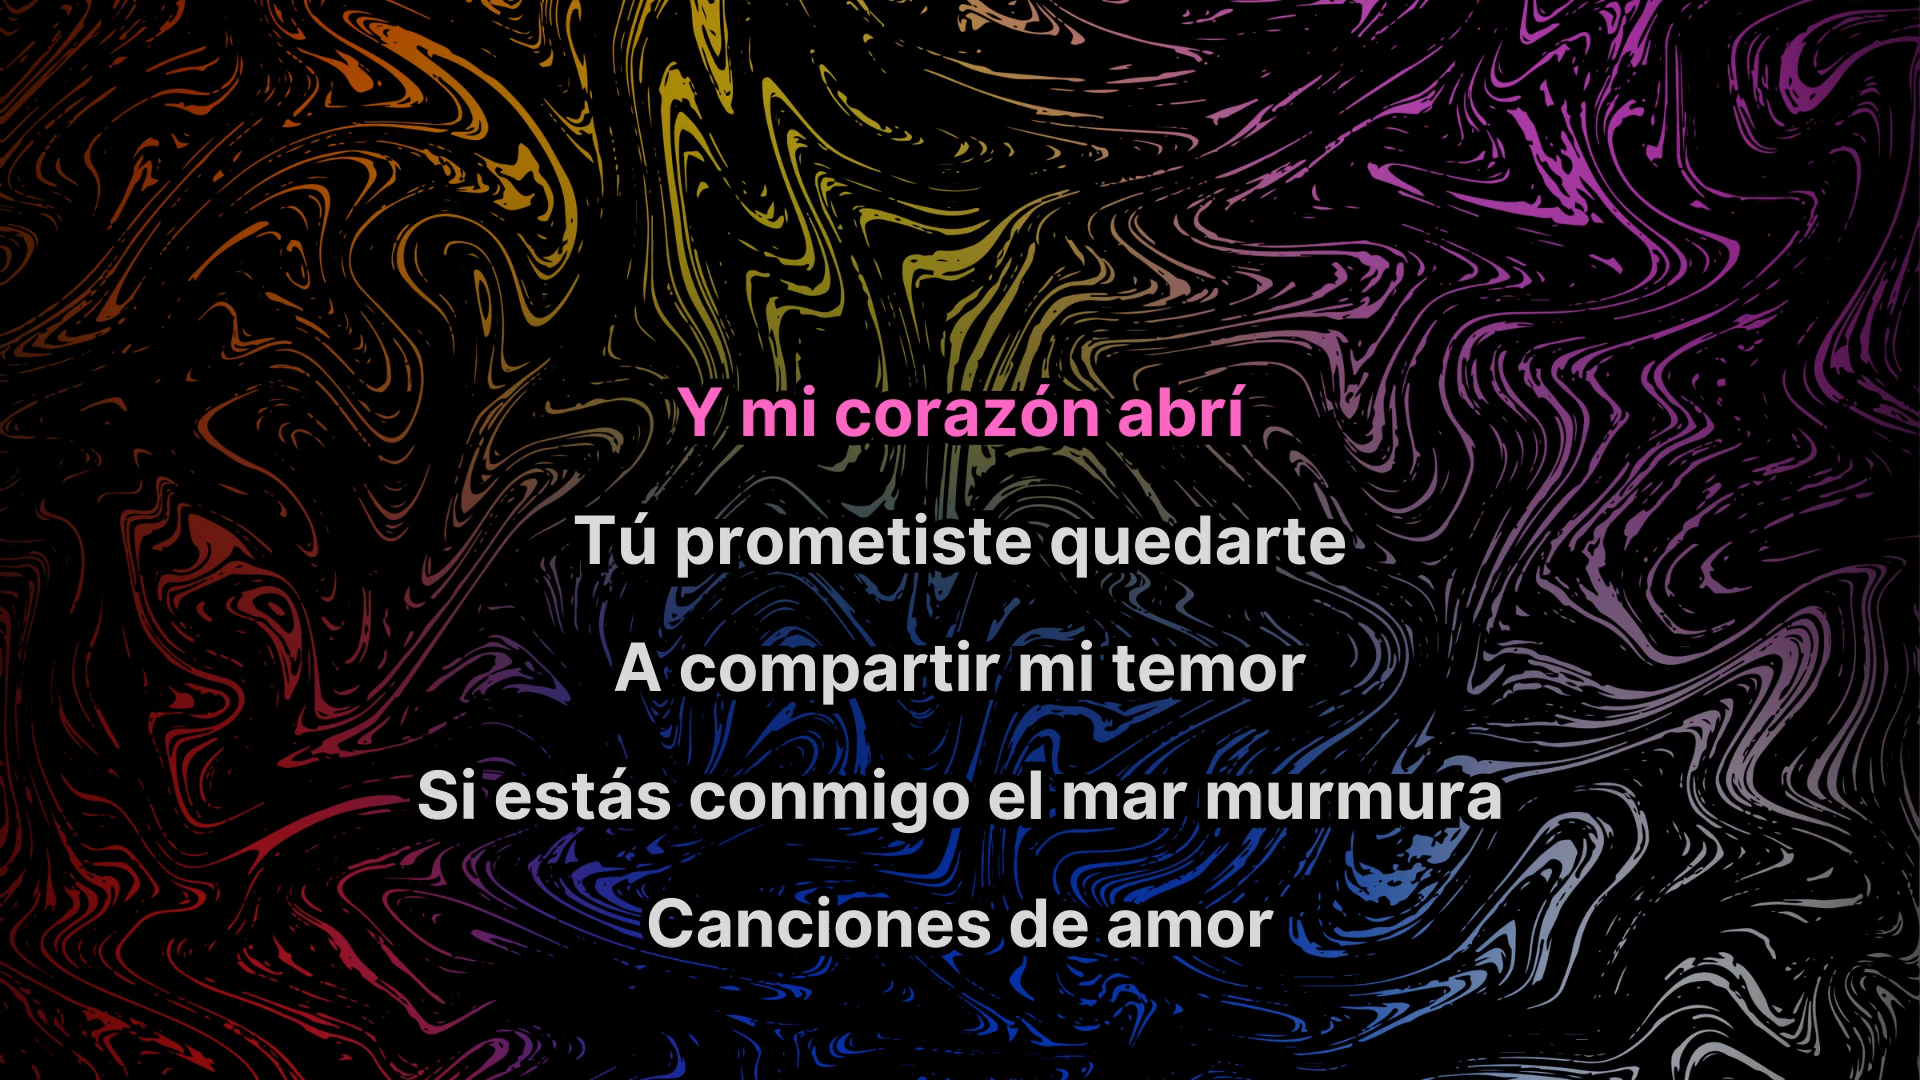 Y mi corazón abrí
Tú prometiste quedarte
A compartir mi temor
Si estás conmigo el mar murmura
Canciones de amor